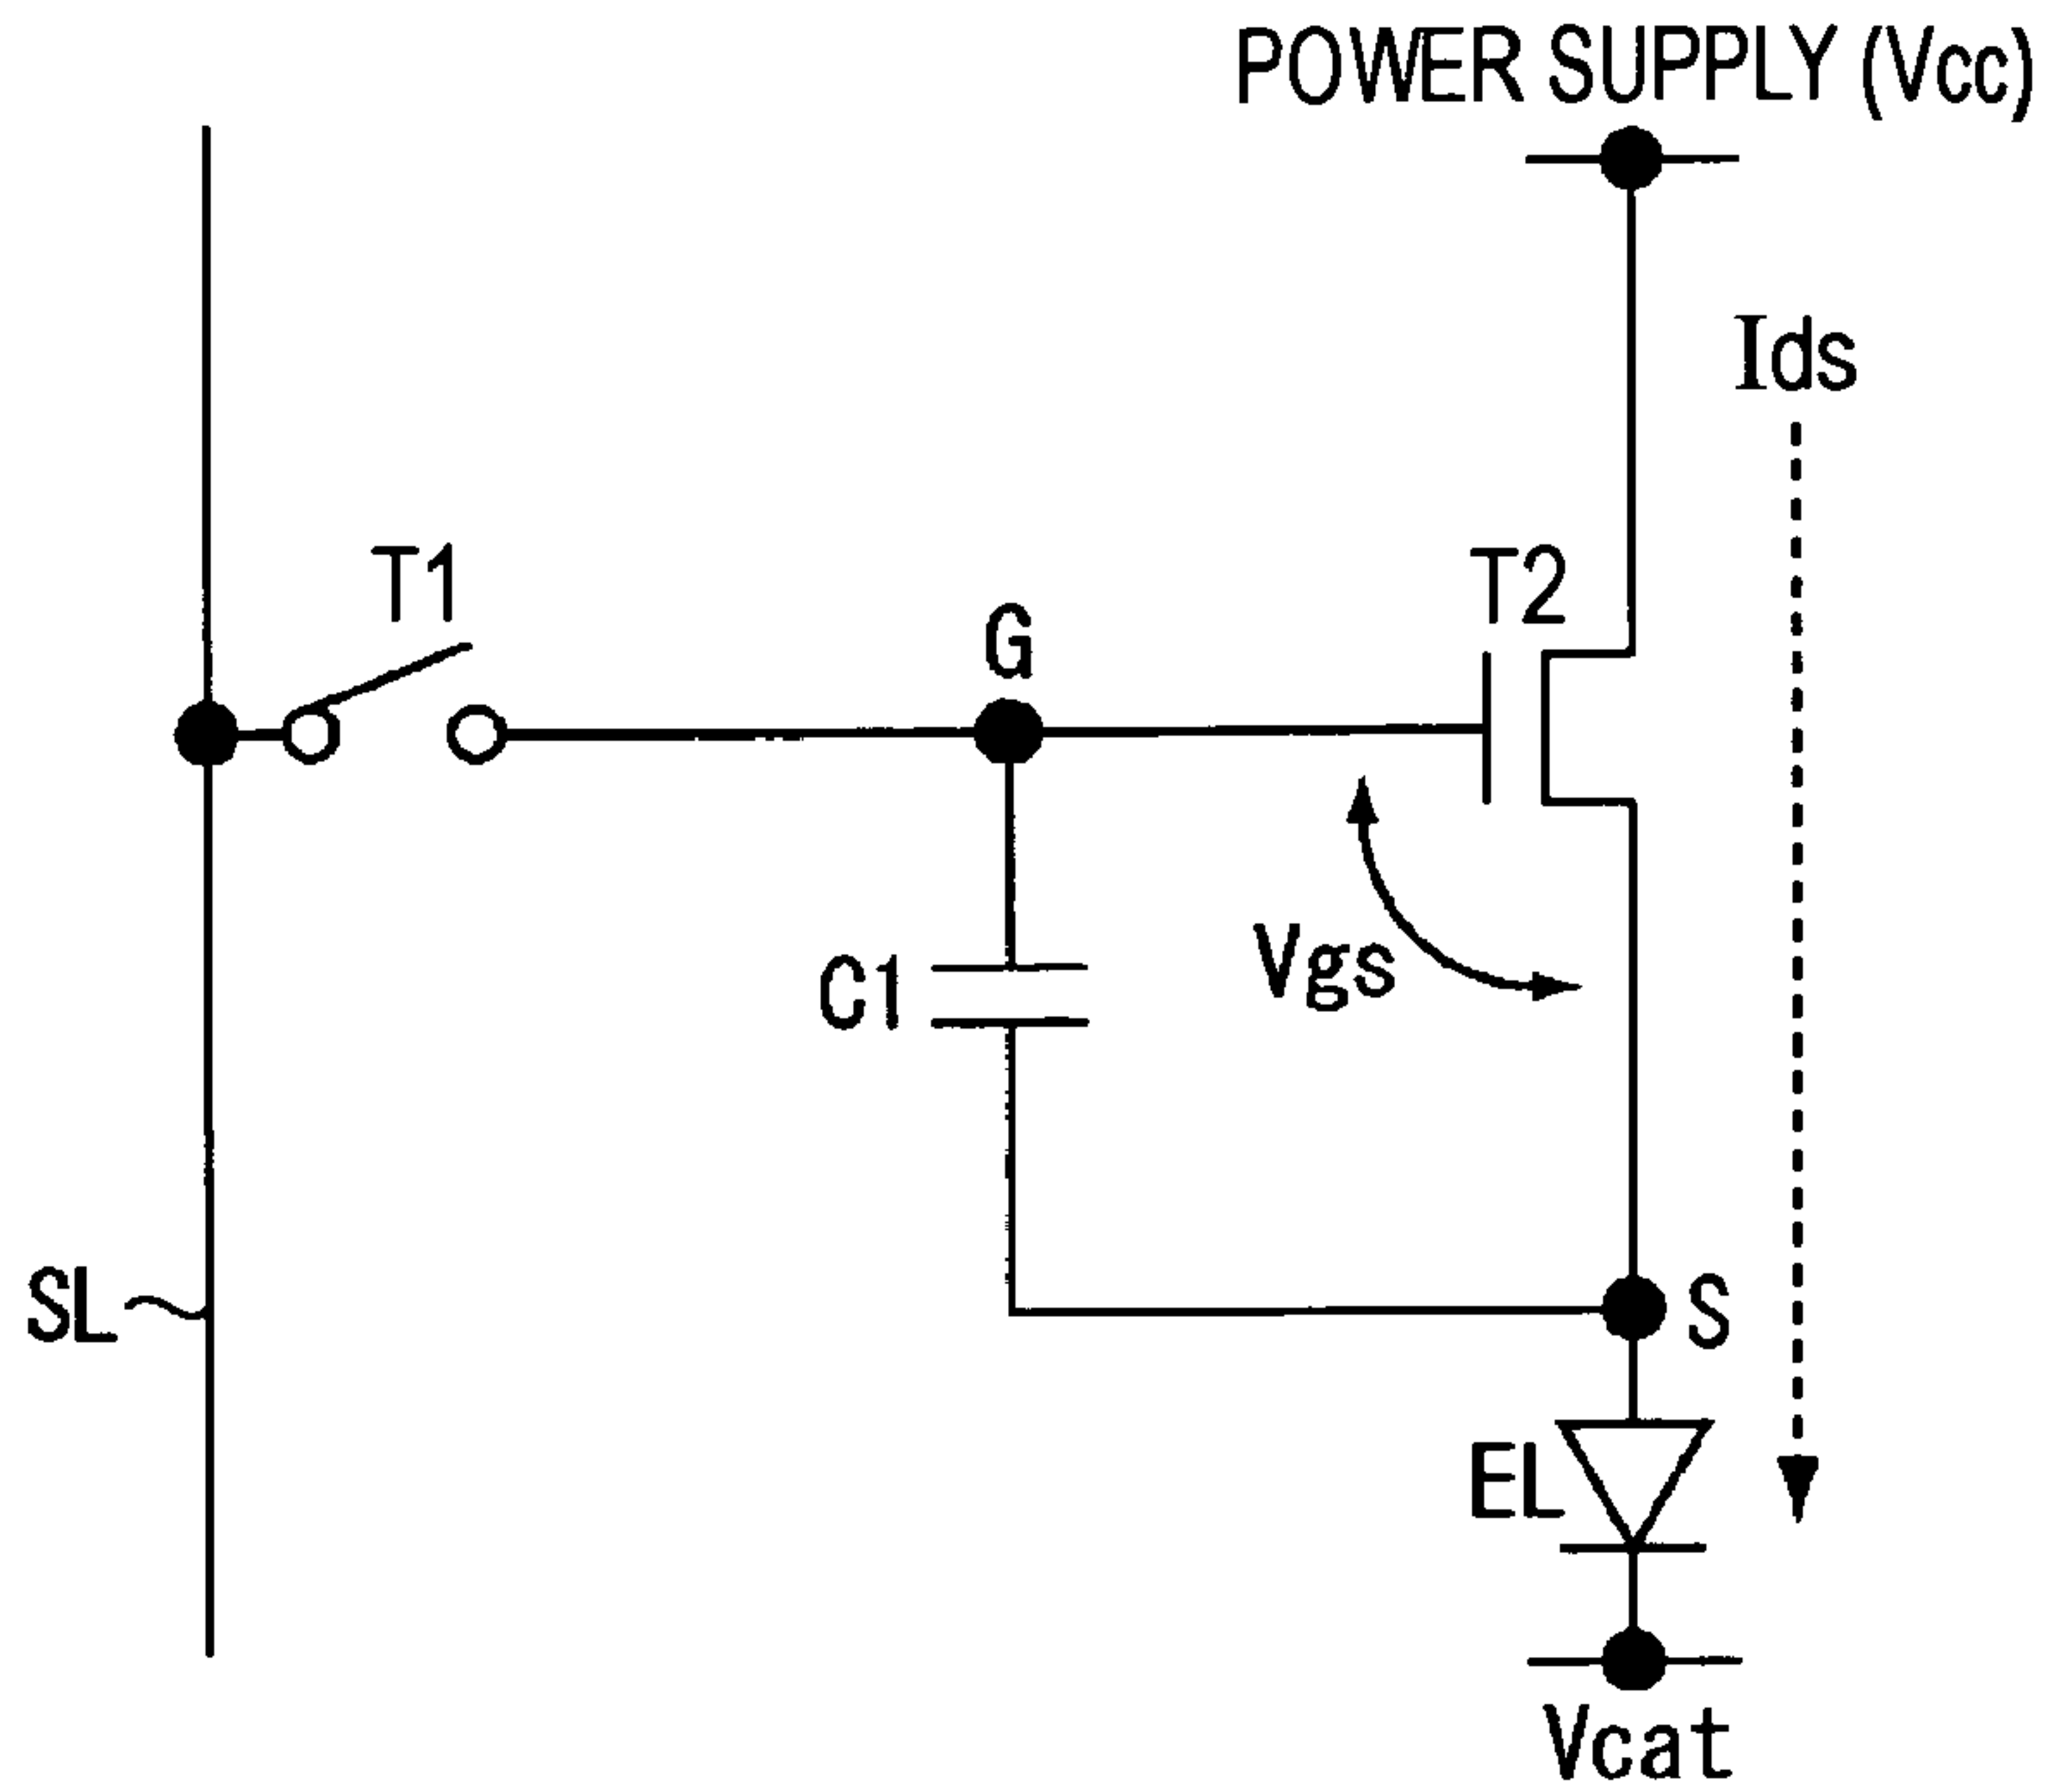 POWER SUPPLY (Vcc)
Ids
T1
T2
G
Vgs
C1
SL
S
EL
Vcat